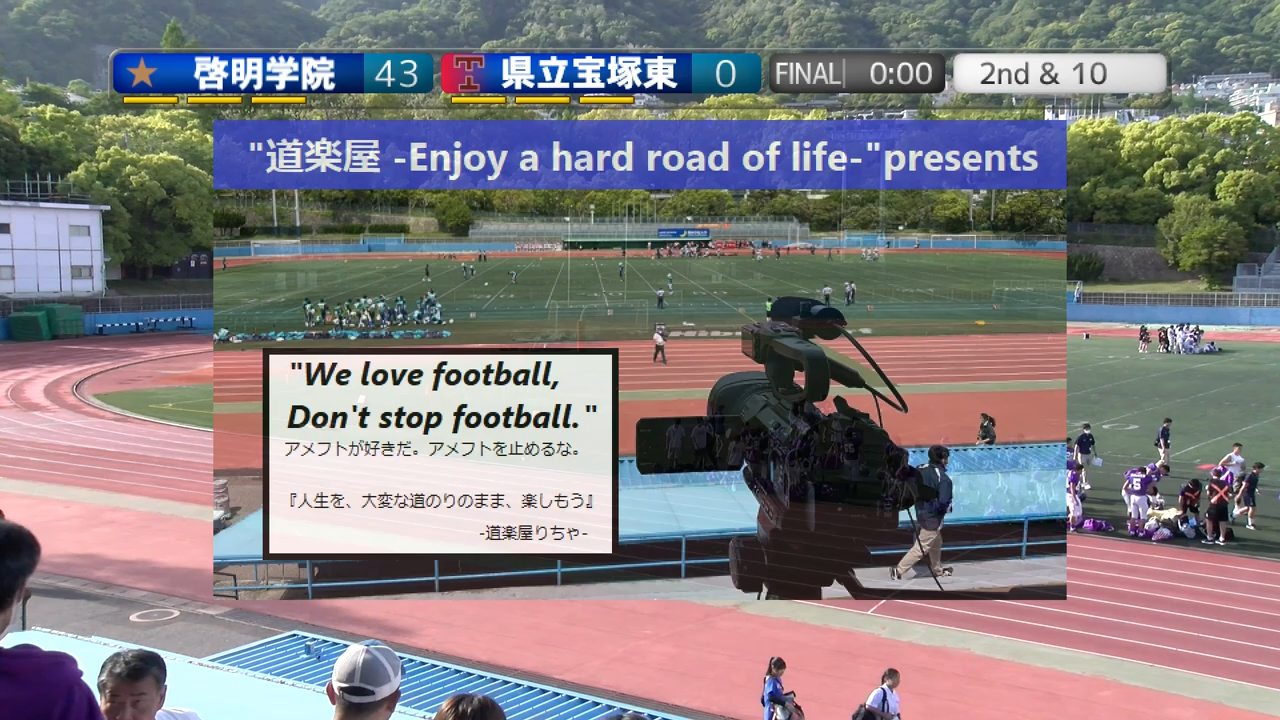 啓明学院 43 県立宝塚東 0 FINAL 0:00 2nd & 10
"道楽屋 -Enjoy a hard road of life-"presents
"We love football,
Don't stop football."
アメフトが好きだ。アメフトを止めるな。
『人生を、大変な道のりのまま、楽しもう』
-道楽屋りちゃ-